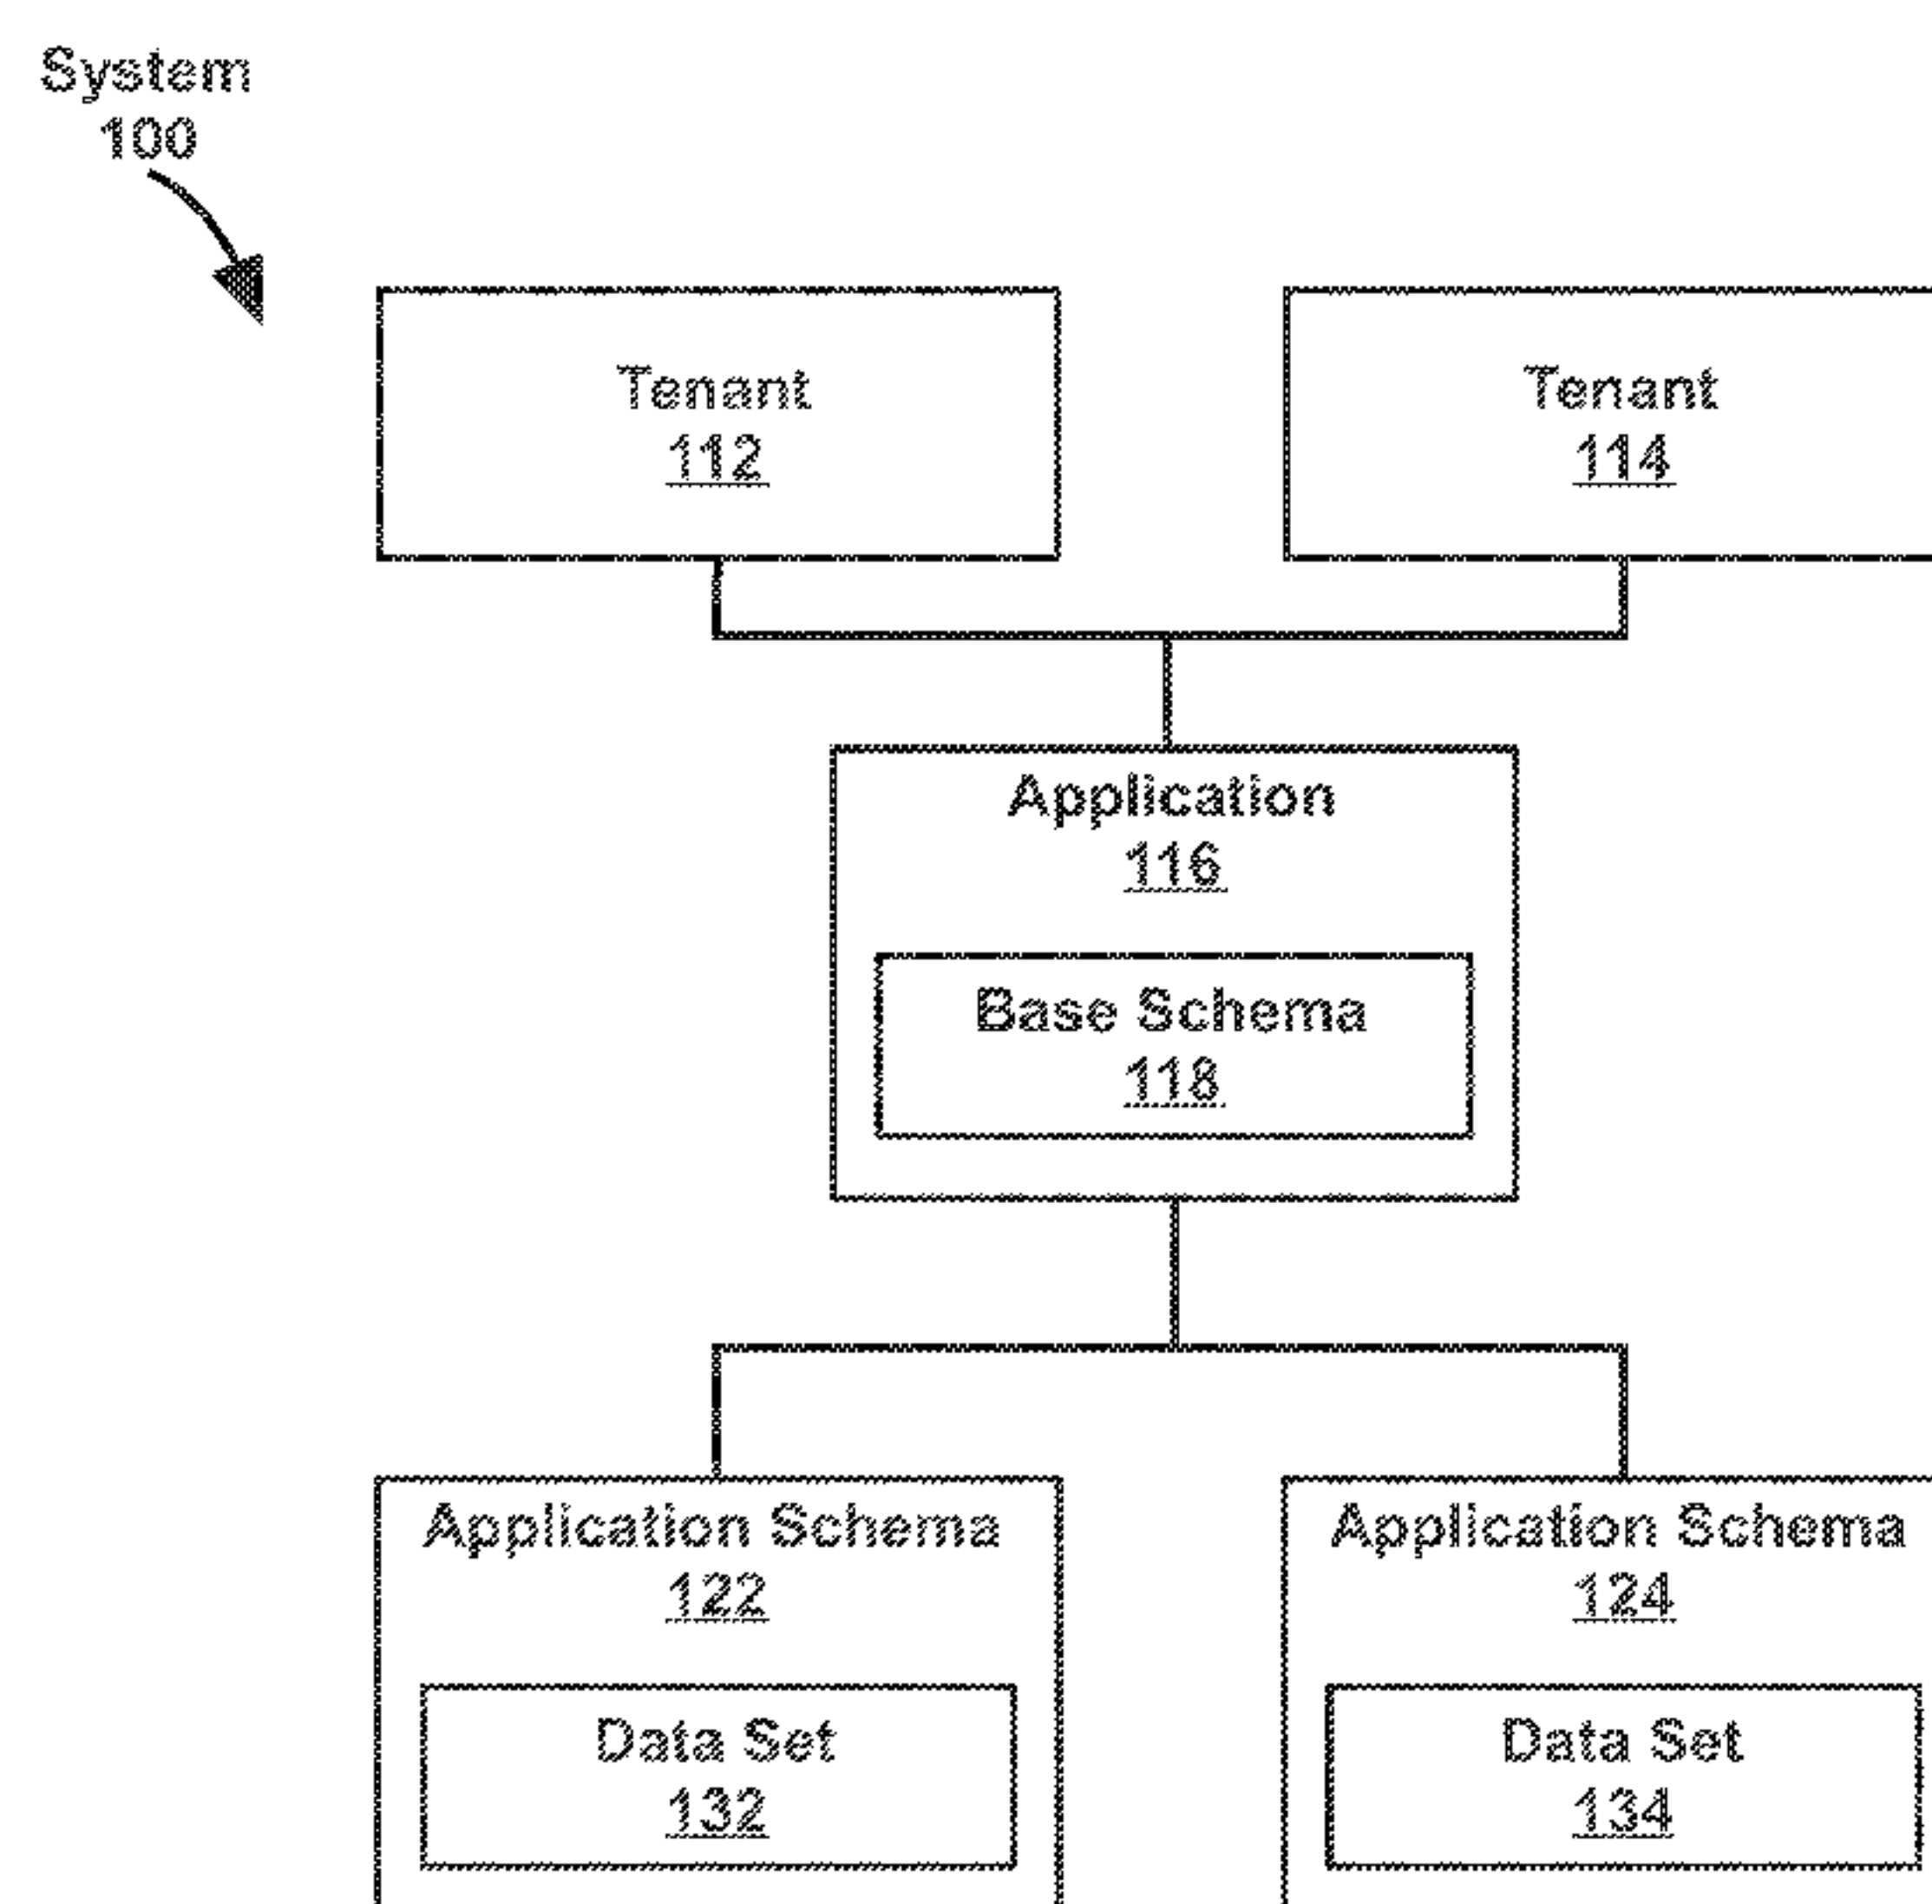 System
100
Tenant
112
Tenant
114
Application
116
Base Schema
118
Application Schema
122
Application Schema
124
Data Set
132
Data Set
134